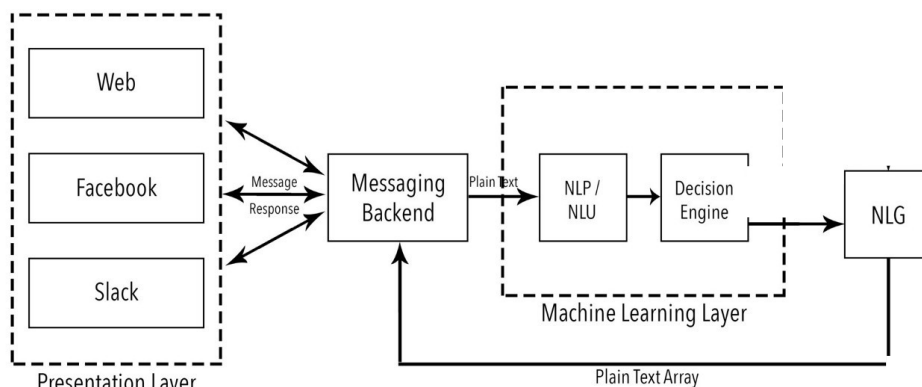 Web
Facebook
Slack
Presentation Layer
Message
Response
Messaging
Backend
Plain Text
NLP /
NLU
Decision
Engine
Machine Learning Layer
NLG
Plain Text Array